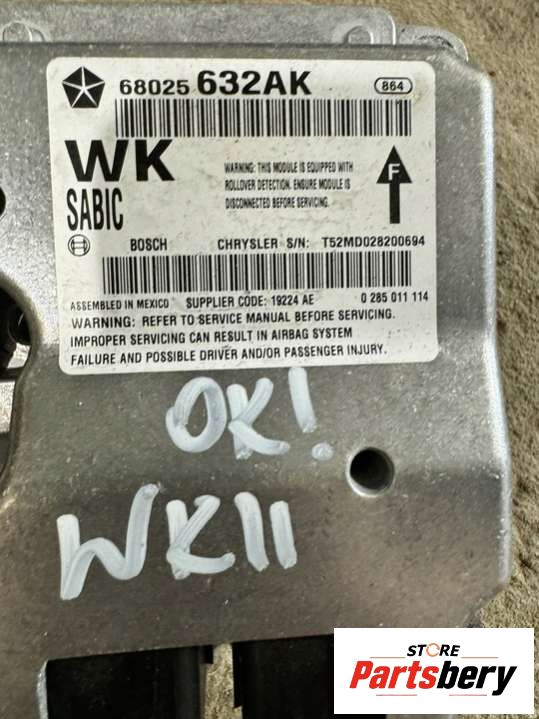 68025 632AK 864
WK
SABIC
WARNING: THIS MODULE IS EQUIPPED WITH
ROLLOVER DETECTION. ENSURE MODULE IS
DISCONNECTED BEFORE SERVICING.
F
BOSCH CHRYSLER S/N: T52MD028200694
ASSEMBLED IN MEXICO SUPPLIER CODE: 19224 AE 0 285 011 114
WARNING: REFER TO SERVICE MANUAL BEFORE SERVICING.
IMPROPER SERVICING CAN RESULT IN AIRBAG SYSTEM
FAILURE AND POSSIBLE DRIVER AND/OR PASSENGER INJURY.
OK!
WKII
STORE
Partsbery